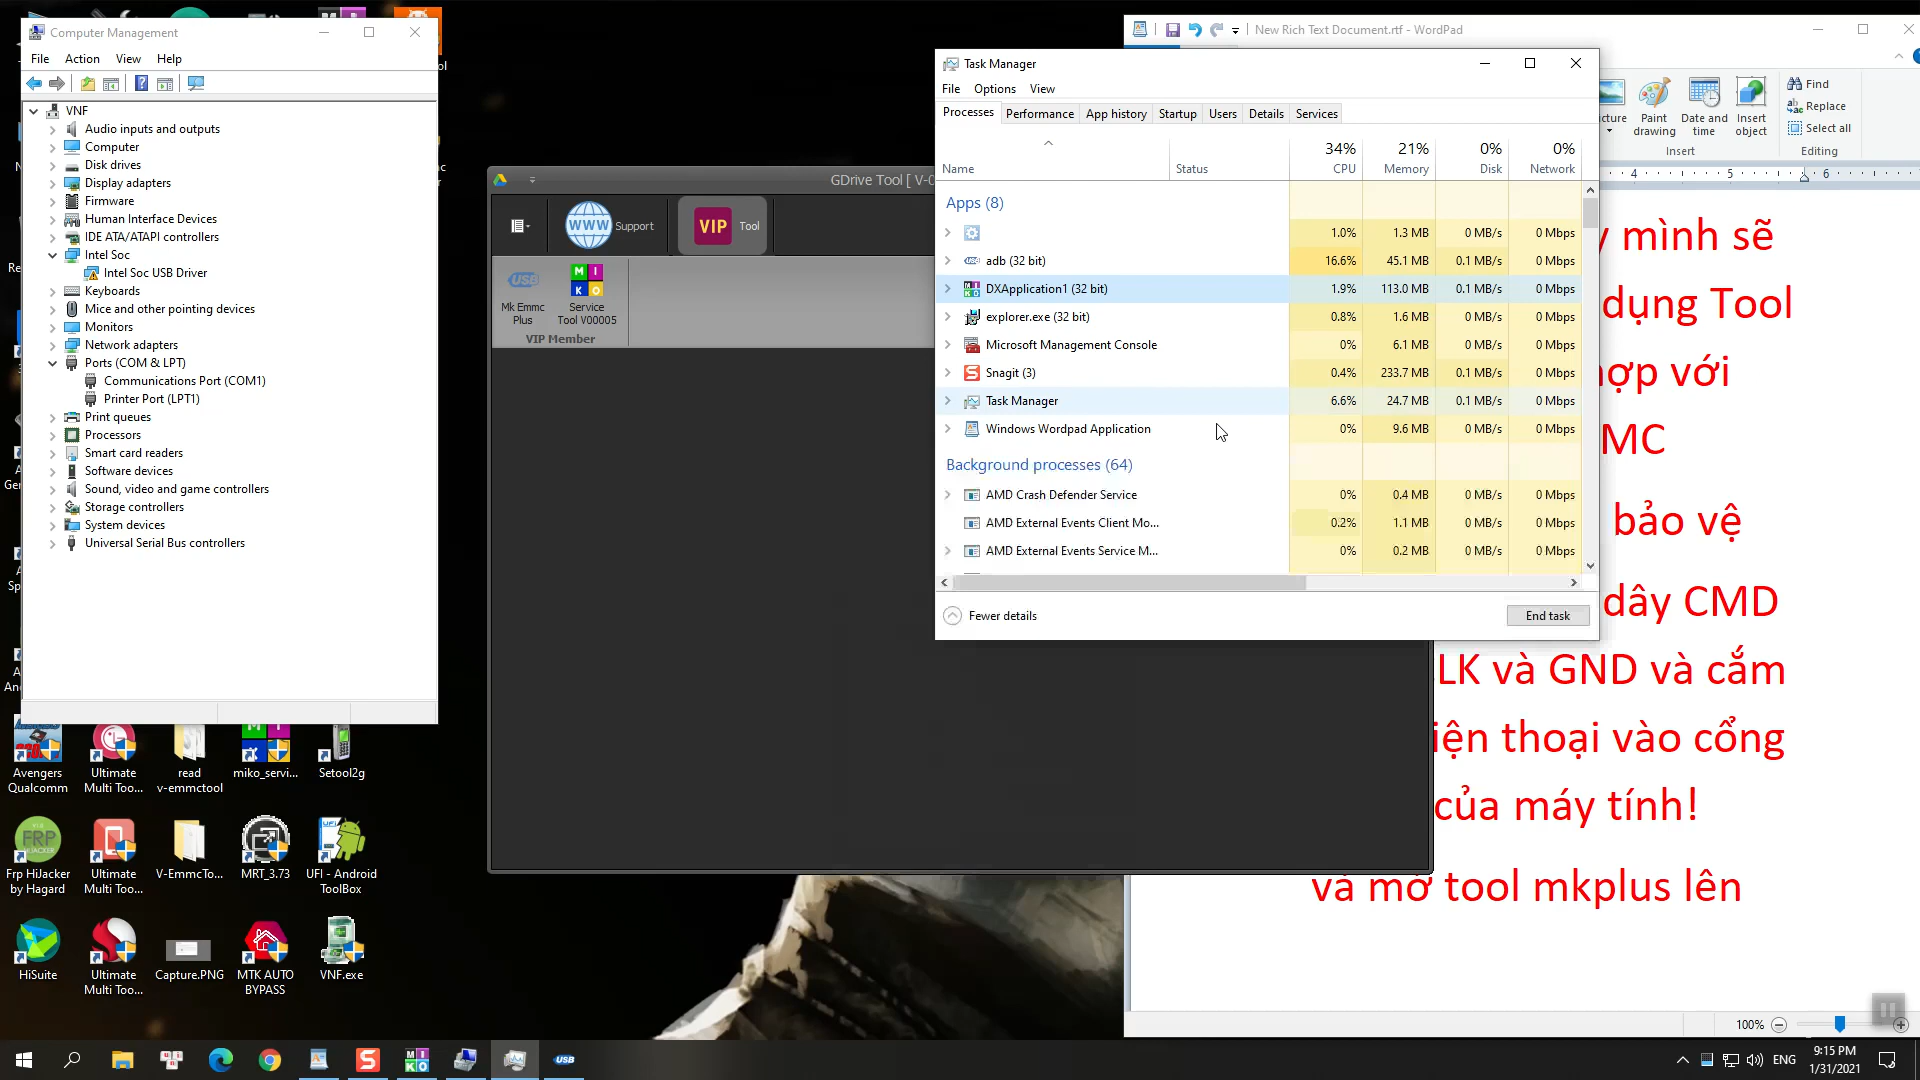 Computer Management
File Action View Help
VNF
Audio inputs and outputs
Computer
Disk drives
Display adapters
Firmware
Human Interface Devices
IDE ATA/ATAPI controllers
Intel Soc
Intel Soc USB Driver
Keyboards
Mice and other pointing devices
Monitors
Network adapters
Ports (COM & LPT)
Communications Port (COM1)
Printer Port (LPT1)
Print queues
Processors
Smart card readers
Software devices
Sound, video and game controllers
Storage controllers
System devices
Universal Serial Bus controllers
GDrive Tool [ V-0
WWW Support
VIP Tool
USB
Mk Emmc Plus
MIKO
Service Tool V00005
VIP Member
Task Manager
File Options View
Processes Performance App history Startup Users Details Services
34% 21% 0% 0%
Name Status CPU Memory Disk Network
Apps (8)
1.0% 1.3 MB 0 MB/s 0 Mbps
adb (32 bit) 16.6% 45.1 MB 0.1 MB/s 0 Mbps
DXApplication1 (32 bit) 1.9% 113.0 MB 0.1 MB/s 0 Mbps
explorer.exe (32 bit) 0.8% 1.6 MB 0 MB/s 0 Mbps
Microsoft Management Console 0% 6.1 MB 0 MB/s 0 Mbps
Snagit (3) 0.4% 233.7 MB 0.1 MB/s 0 Mbps
Task Manager 6.6% 24.7 MB 0.1 MB/s 0 Mbps
Windows Wordpad Application 0% 9.6 MB 0 MB/s 0 Mbps
Background processes (64)
AMD Crash Defender Service 0% 0.4 MB 0 MB/s 0 Mbps
AMD External Events Client Mo... 0.2% 1.1 MB 0 MB/s 0 Mbps
AMD External Events Service M... 0% 0.2 MB 0 MB/s 0 Mbps
Fewer details
End task
New Rich Text Document.rtf - WordPad
Paint drawing
Date and time
Insert object
Insert
Find
Replace
Select all
Editing
4 5 6
mình sẽ
dụng Tool
hợp với
MC
bảo vệ
dây CMD
LK và GND và cắm
iện thoại vào cổng
của máy tính!
và mở tool mkplus lên
100%
Avengers Qualcomm
Ultimate Multi Too...
read v-emmctool
miko_servi...
Setool2g
Frp HiJacker by Hagard
Ultimate Multi Too...
V-EmmcTo...
MRT_3.73
UFI - Android ToolBox
HiSuite
Ultimate Multi Too...
Capture.PNG
MTK AUTO BYPASS
VNF.exe
USB
ENG
9:15 PM
1/31/2021